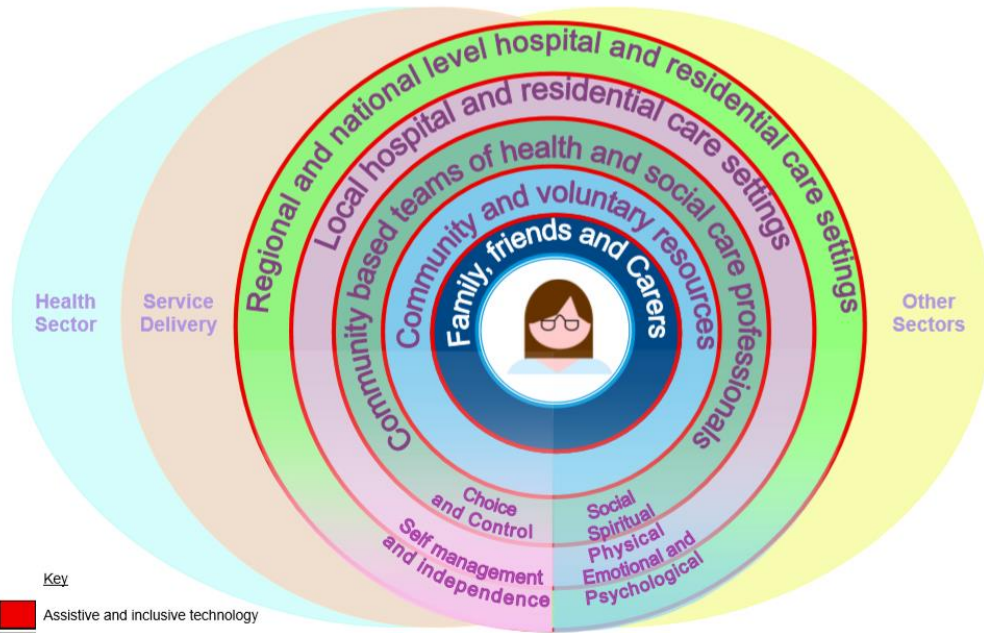 Regional and national level hospital and residential care settings
Local hospital and residential care settings
Community based teams of health and social care professionals
Community and voluntary resources
Family, friends and Carers
Health
Sector
Service
Delivery
Other
Sectors
Choice
and Control
Self management
and independence
Social
Spiritual
Physical
Emotional and
Psychological
Key
Assistive and inclusive technology